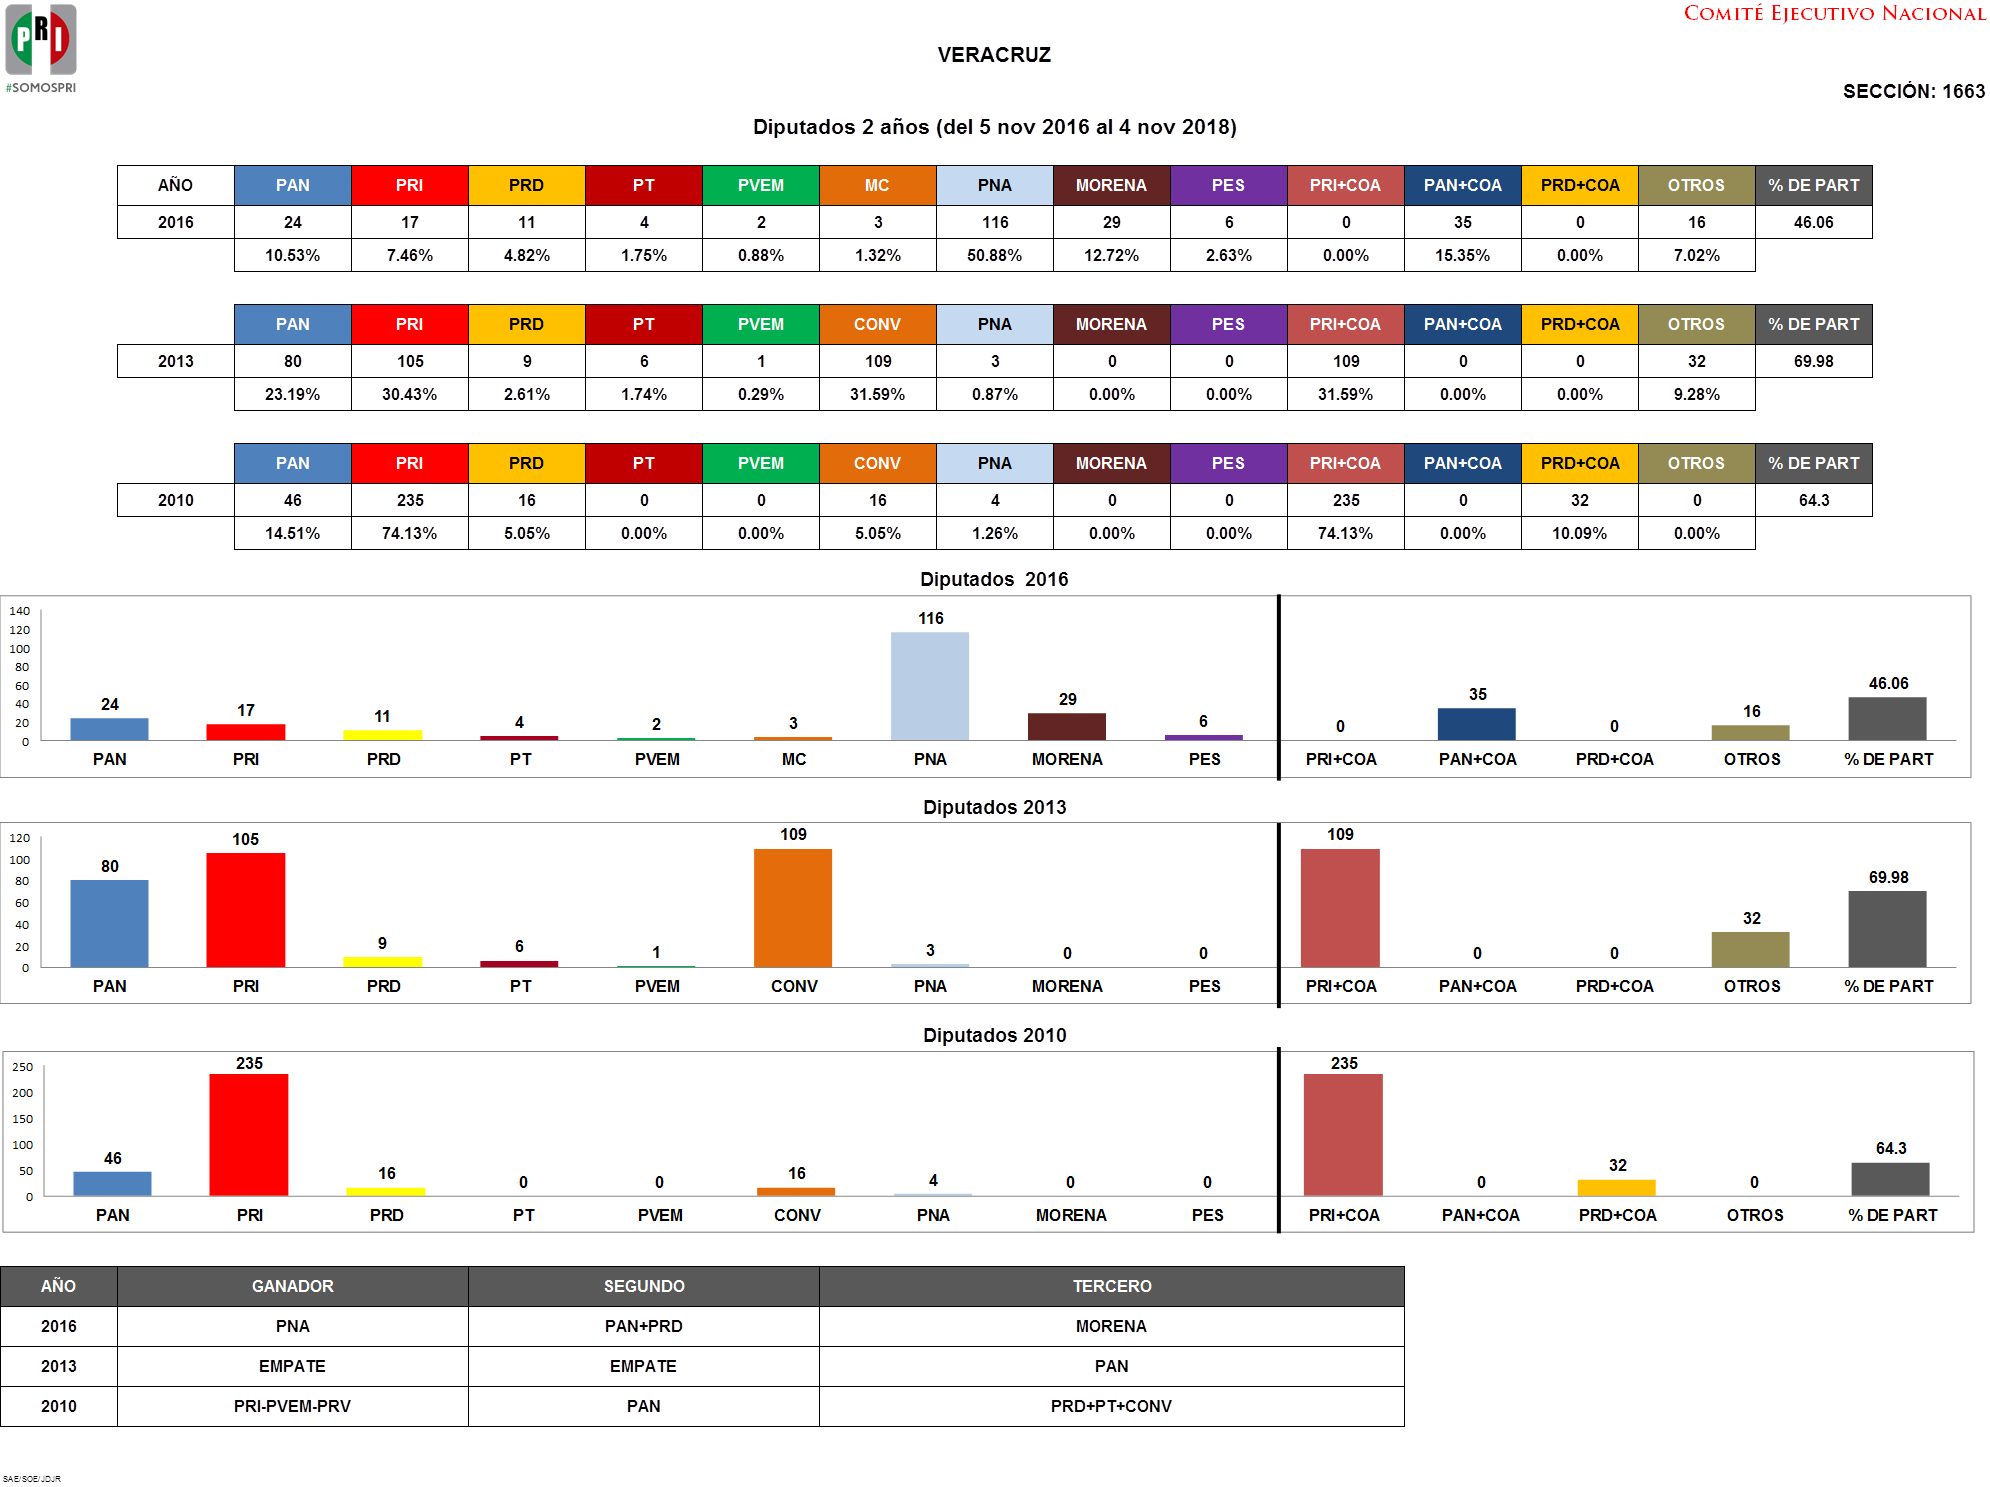 PRI
#SOMOSPRI
COMITÉ EJECUTIVO NACIONAL
VERACRUZ
SECCIÓN: 1663
Diputados 2 años (del 5 nov 2016 al 4 nov 2018)
AÑO PAN PRI PRD PT PVEM MC PNA MORENA PES PRI+COA PAN+COA PRD+COA OTROS % DE PART
2016 24 17 11 4 2 3 116 29 6 0 35 0 16 46.06
10.53% 7.46% 4.82% 1.75% 0.88% 1.32% 50.88% 12.72% 2.63% 0.00% 15.35% 0.00% 7.02%
PAN PRI PRD PT PVEM CONV PNA MORENA PES PRI+COA PAN+COA PRD+COA OTROS % DE PART
2013 80 105 9 6 1 109 3 0 0 109 0 0 32 69.98
23.19% 30.43% 2.61% 1.74% 0.29% 31.59% 0.87% 0.00% 0.00% 31.59% 0.00% 0.00% 9.28%
PAN PRI PRD PT PVEM CONV PNA MORENA PES PRI+COA PAN+COA PRD+COA OTROS % DE PART
2010 46 235 16 0 0 16 4 0 0 235 0 32 0 64.3
14.51% 74.13% 5.05% 0.00% 0.00% 5.05% 1.26% 0.00% 0.00% 74.13% 0.00% 10.09% 0.00%
Diputados 2016
140
120
100
80
60
40
20
0
24 17 11 4 2 3 116 29 6 0 35 0 16 46.06
PAN PRI PRD PT PVEM MC PNA MORENA PES PRI+COA PAN+COA PRD+COA OTROS % DE PART
Diputados 2013
120
100
80
60
40
20
0
80 105 9 6 1 109 3 0 0 109 0 0 32 69.98
PAN PRI PRD PT PVEM CONV PNA MORENA PES PRI+COA PAN+COA PRD+COA OTROS % DE PART
Diputados 2010
250
200
150
100
50
0
46 235 16 0 0 16 4 0 0 235 0 32 0 64.3
PAN PRI PRD PT PVEM CONV PNA MORENA PES PRI+COA PAN+COA PRD+COA OTROS % DE PART
AÑO GANADOR SEGUNDO TERCERO
2016 PNA PAN+PRD MORENA
2013 EMPATE EMPATE PAN
2010 PRI-PVEM-PRV PAN PRD+PT+CONV
SAE/SOE/JDJR